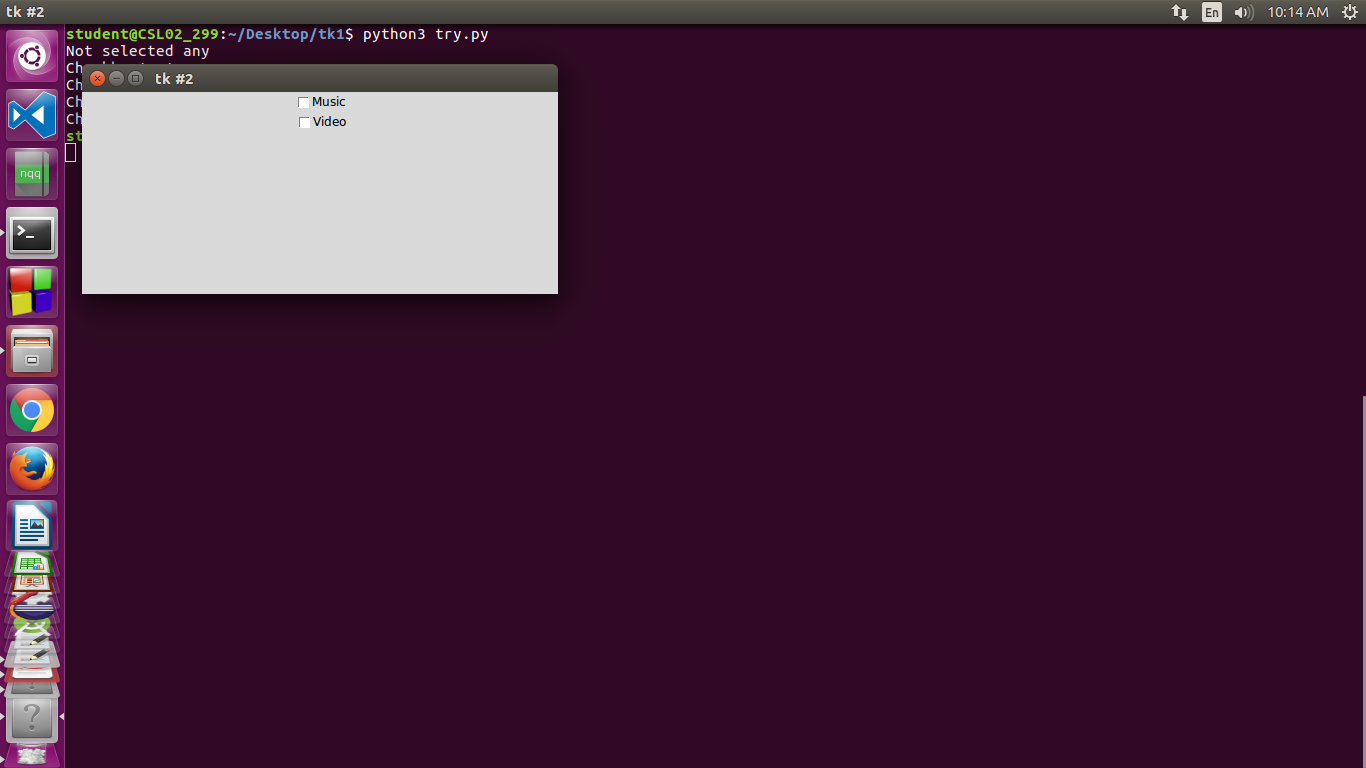 tk #2
En
10:14 AM
student@CSL02_299:~/Desktop/tk1$ python3 try.py
Not selected any
Ch
Ch
Ch
Ch
st
tk #2
Music
Video
nqq
>_
?